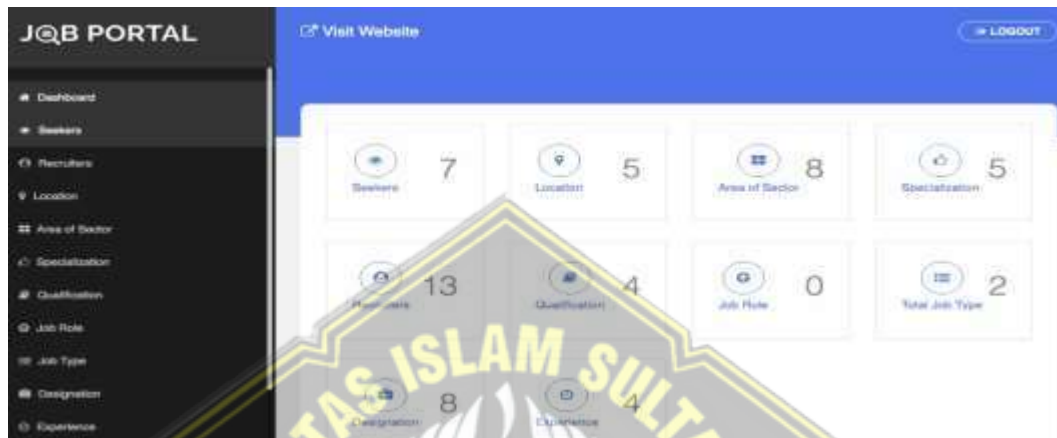 JOB PORTAL
Visit Website
LOGOUT
Dashboard
Seekers
Recruiters
Location
Area of Sector
Specialization
Qualification
Job Role
Job Type
Designation
Experience
7
Seekers
5
Location
8
Area of Sector
5
Specialization
13
Recruiters
4
Qualification
0
Job Role
2
Total Job Type
8
Designation
4
Experience
ISLAM